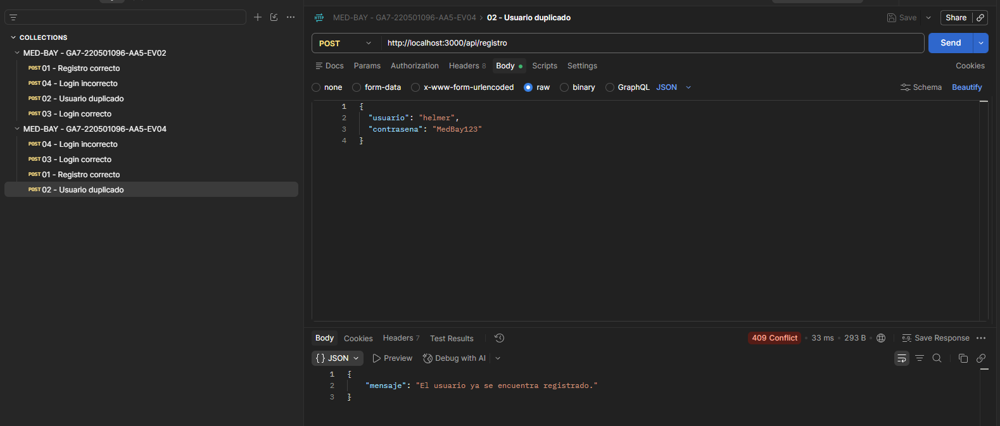 COLLECTIONS
MED-BAY - GA7-220501096-AA5-EV02
POST 01 - Registro correcto
POST 04 - Login incorrecto
POST 02 - Usuario duplicado
POST 03 - Login correcto
MED-BAY - GA7-220501096-AA5-EV04
POST 04 - Login incorrecto
POST 03 - Login correcto
POST 01 - Registro correcto
POST 02 - Usuario duplicado
HTTP MED-BAY - GA7-220501096-AA5-EV04 > 02 - Usuario duplicado
Save
Share
POST http://localhost:3000/api/registro
Send
Docs Params Authorization Headers 8 Body Scripts Settings
Cookies
none form-data x-www-form-urlencoded raw binary GraphQL JSON
Schema Beautify
1 {
2 "usuario": "helmer",
3 "contrasena": "MedBay123"
4 }
Body Cookies Headers 7 Test Results
409 Conflict • 33 ms • 293 B •
e.g. Save Response
{} JSON Preview Debug with AI
1 {
2 "mensaje": "El usuario ya se encuentra registrado."
3 }